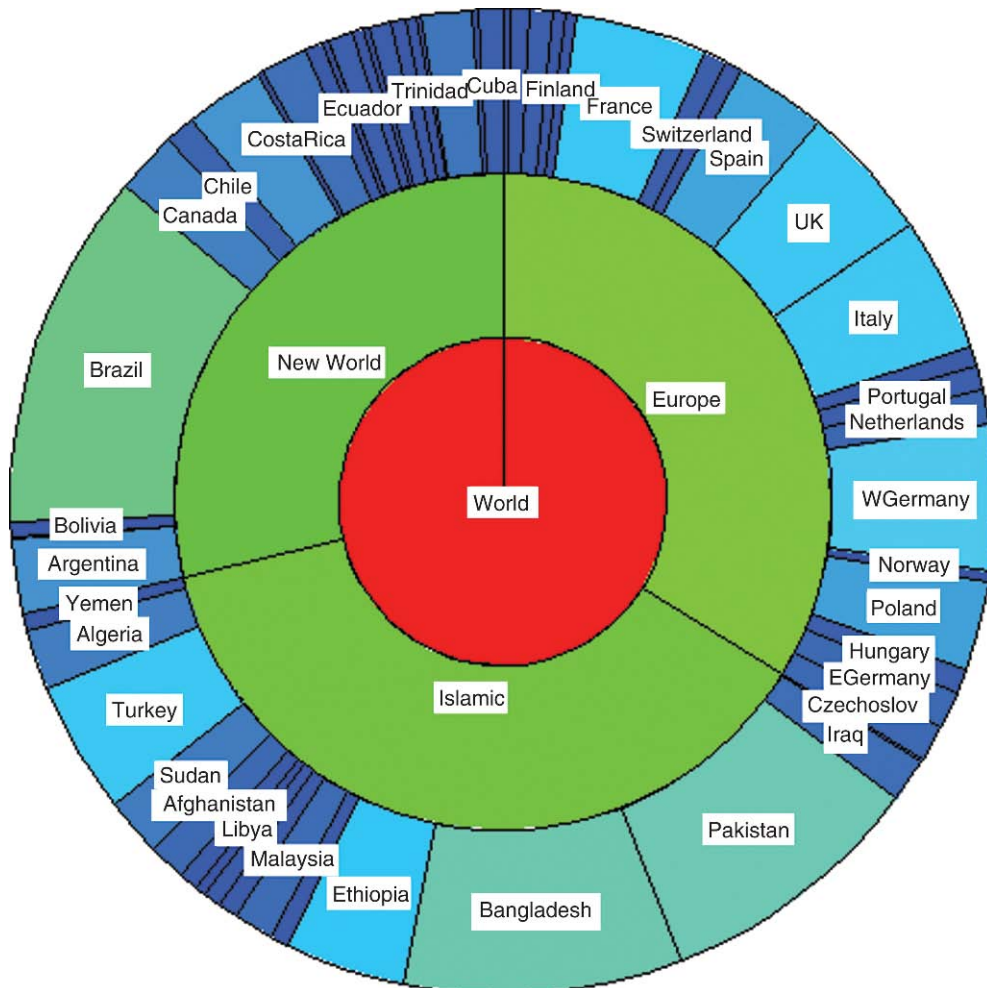 Cuba
Finland
Trinidad
France
Ecuador
Switzerland
CostaRica
Spain
Chile
Canada
UK
Italy
New World
Brazil
Europe
Portugal
Netherlands
World
WGermany
Bolivia
Argentina
Norway
Yemen
Poland
Algeria
Hungary
EGermany
Islamic
Czechoslov
Turkey
Iraq
Sudan
Afghanistan
Libya
Pakistan
Malaysia
Ethiopia
Bangladesh